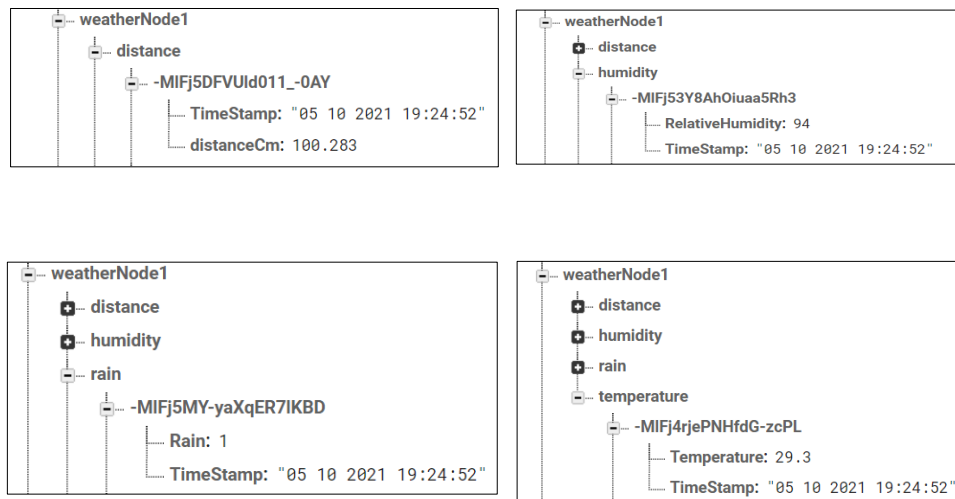 weatherNode1
distance
-MIFj5DFVUld011_-0AY
TimeStamp: "05 10 2021 19:24:52"
distanceCm: 100.283
weatherNode1
distance
humidity
-MIFj53Y8AhOiuaa5Rh3
RelativeHumidity: 94
TimeStamp: "05 10 2021 19:24:52"
weatherNode1
distance
humidity
rain
-MIFj5MY-yaXqER7IKBD
Rain: 1
TimeStamp: "05 10 2021 19:24:52"
weatherNode1
distance
humidity
rain
temperature
-MIFj4rjePNHfdG-zcPL
Temperature: 29.3
TimeStamp: "05 10 2021 19:24:52"